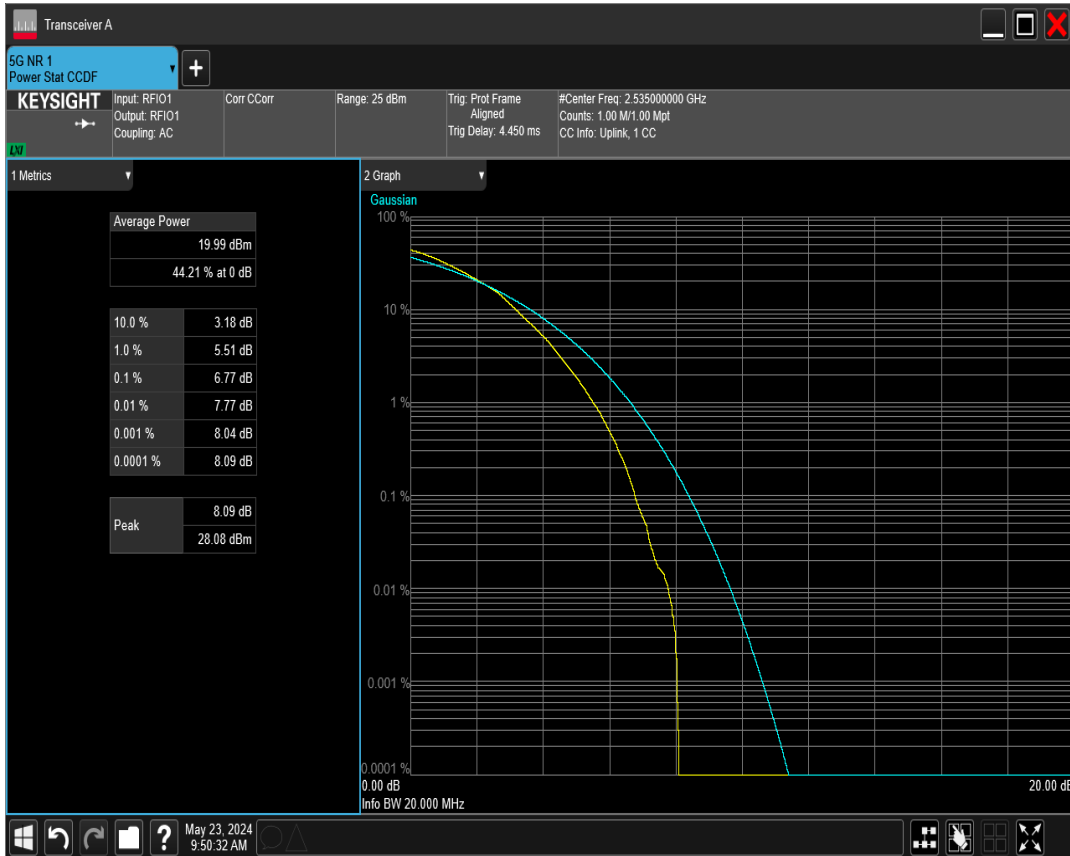 Transceiver A
5G NR 1
Power Stat CCDF
KEYSIGHT
LXI
Input: RFIO1
Output: RFIO1
Coupling: AC
Corr CCorr
Range: 25 dBm
Trig: Prot Frame
Aligned
Trig Delay: 4.450 ms
#Center Freq: 2.535000000 GHz
Counts: 1.00 M/1.00 Mpt
CC Info: Uplink, 1 CC
1 Metrics
Average Power
19.99 dBm
44.21 % at 0 dB
10.0 % 3.18 dB
1.0 % 5.51 dB
0.1 % 6.77 dB
0.01 % 7.77 dB
0.001 % 8.04 dB
0.0001 % 8.09 dB
Peak
8.09 dB
28.08 dBm
2 Graph
Gaussian
100 %
10 %
1 %
0.1 %
0.01 %
0.001 %
0.0001 %
0.00 dB 20.00 dB
Info BW 20.000 MHz
?
May 23, 2024
9:50:32 AM